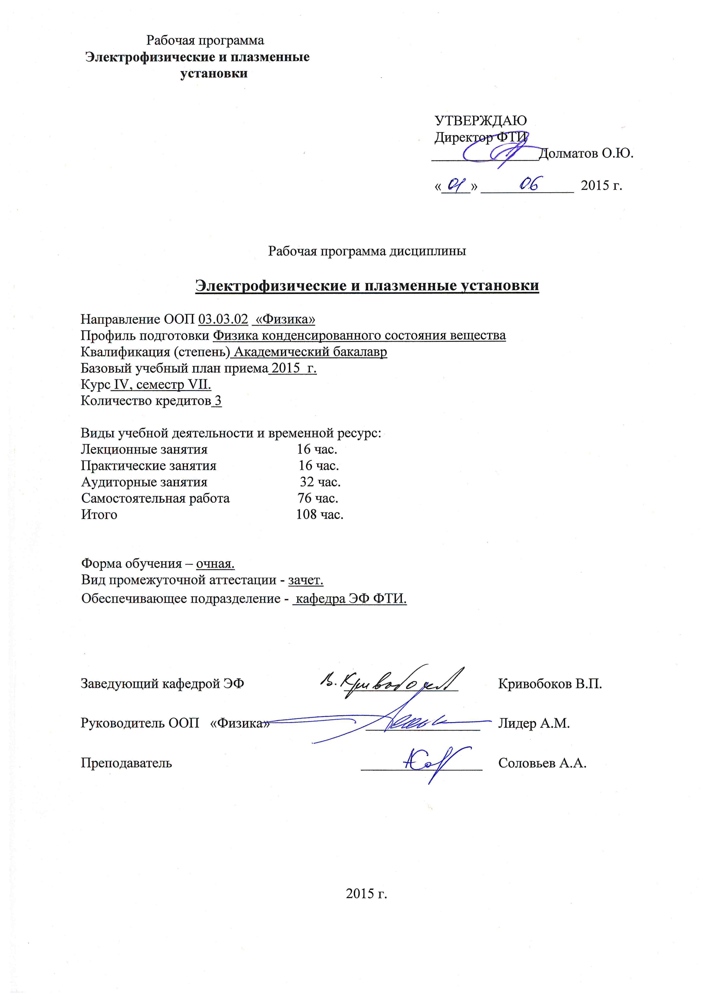 Рабочая программа
Электрофизические и плазменные
установки
УТВЕРЖДАЮ
Директор ФТИ
Долматов О.Ю.
«01» 06 2015 г.
Рабочая программа дисциплины
Электрофизические и плазменные установки
Направление ООП 03.03.02 «Физика»
Профиль подготовки Физика конденсированного состояния вещества
Квалификация (степень) Академический бакалавр
Базовый учебный план приема 2015 г.
Курс IV, семестр VII.
Количество кредитов 3
Виды учебной деятельности и временной ресурс:
Лекционные занятия 16 час.
Практические занятия 16 час.
Аудиторные занятия 32 час.
Самостоятельная работа 76 час.
Итого 108 час.
Форма обучения – очная.
Вид промежуточной аттестации - зачет.
Обеспечивающее подразделение - кафедра ЭФ ФТИ.
Заведующий кафедрой ЭФ В. Кривобоков Кривобоков В.П.
Руководитель ООП «Физика» Лидер А.М.
Преподаватель Соловьев А.А.
2015 г.